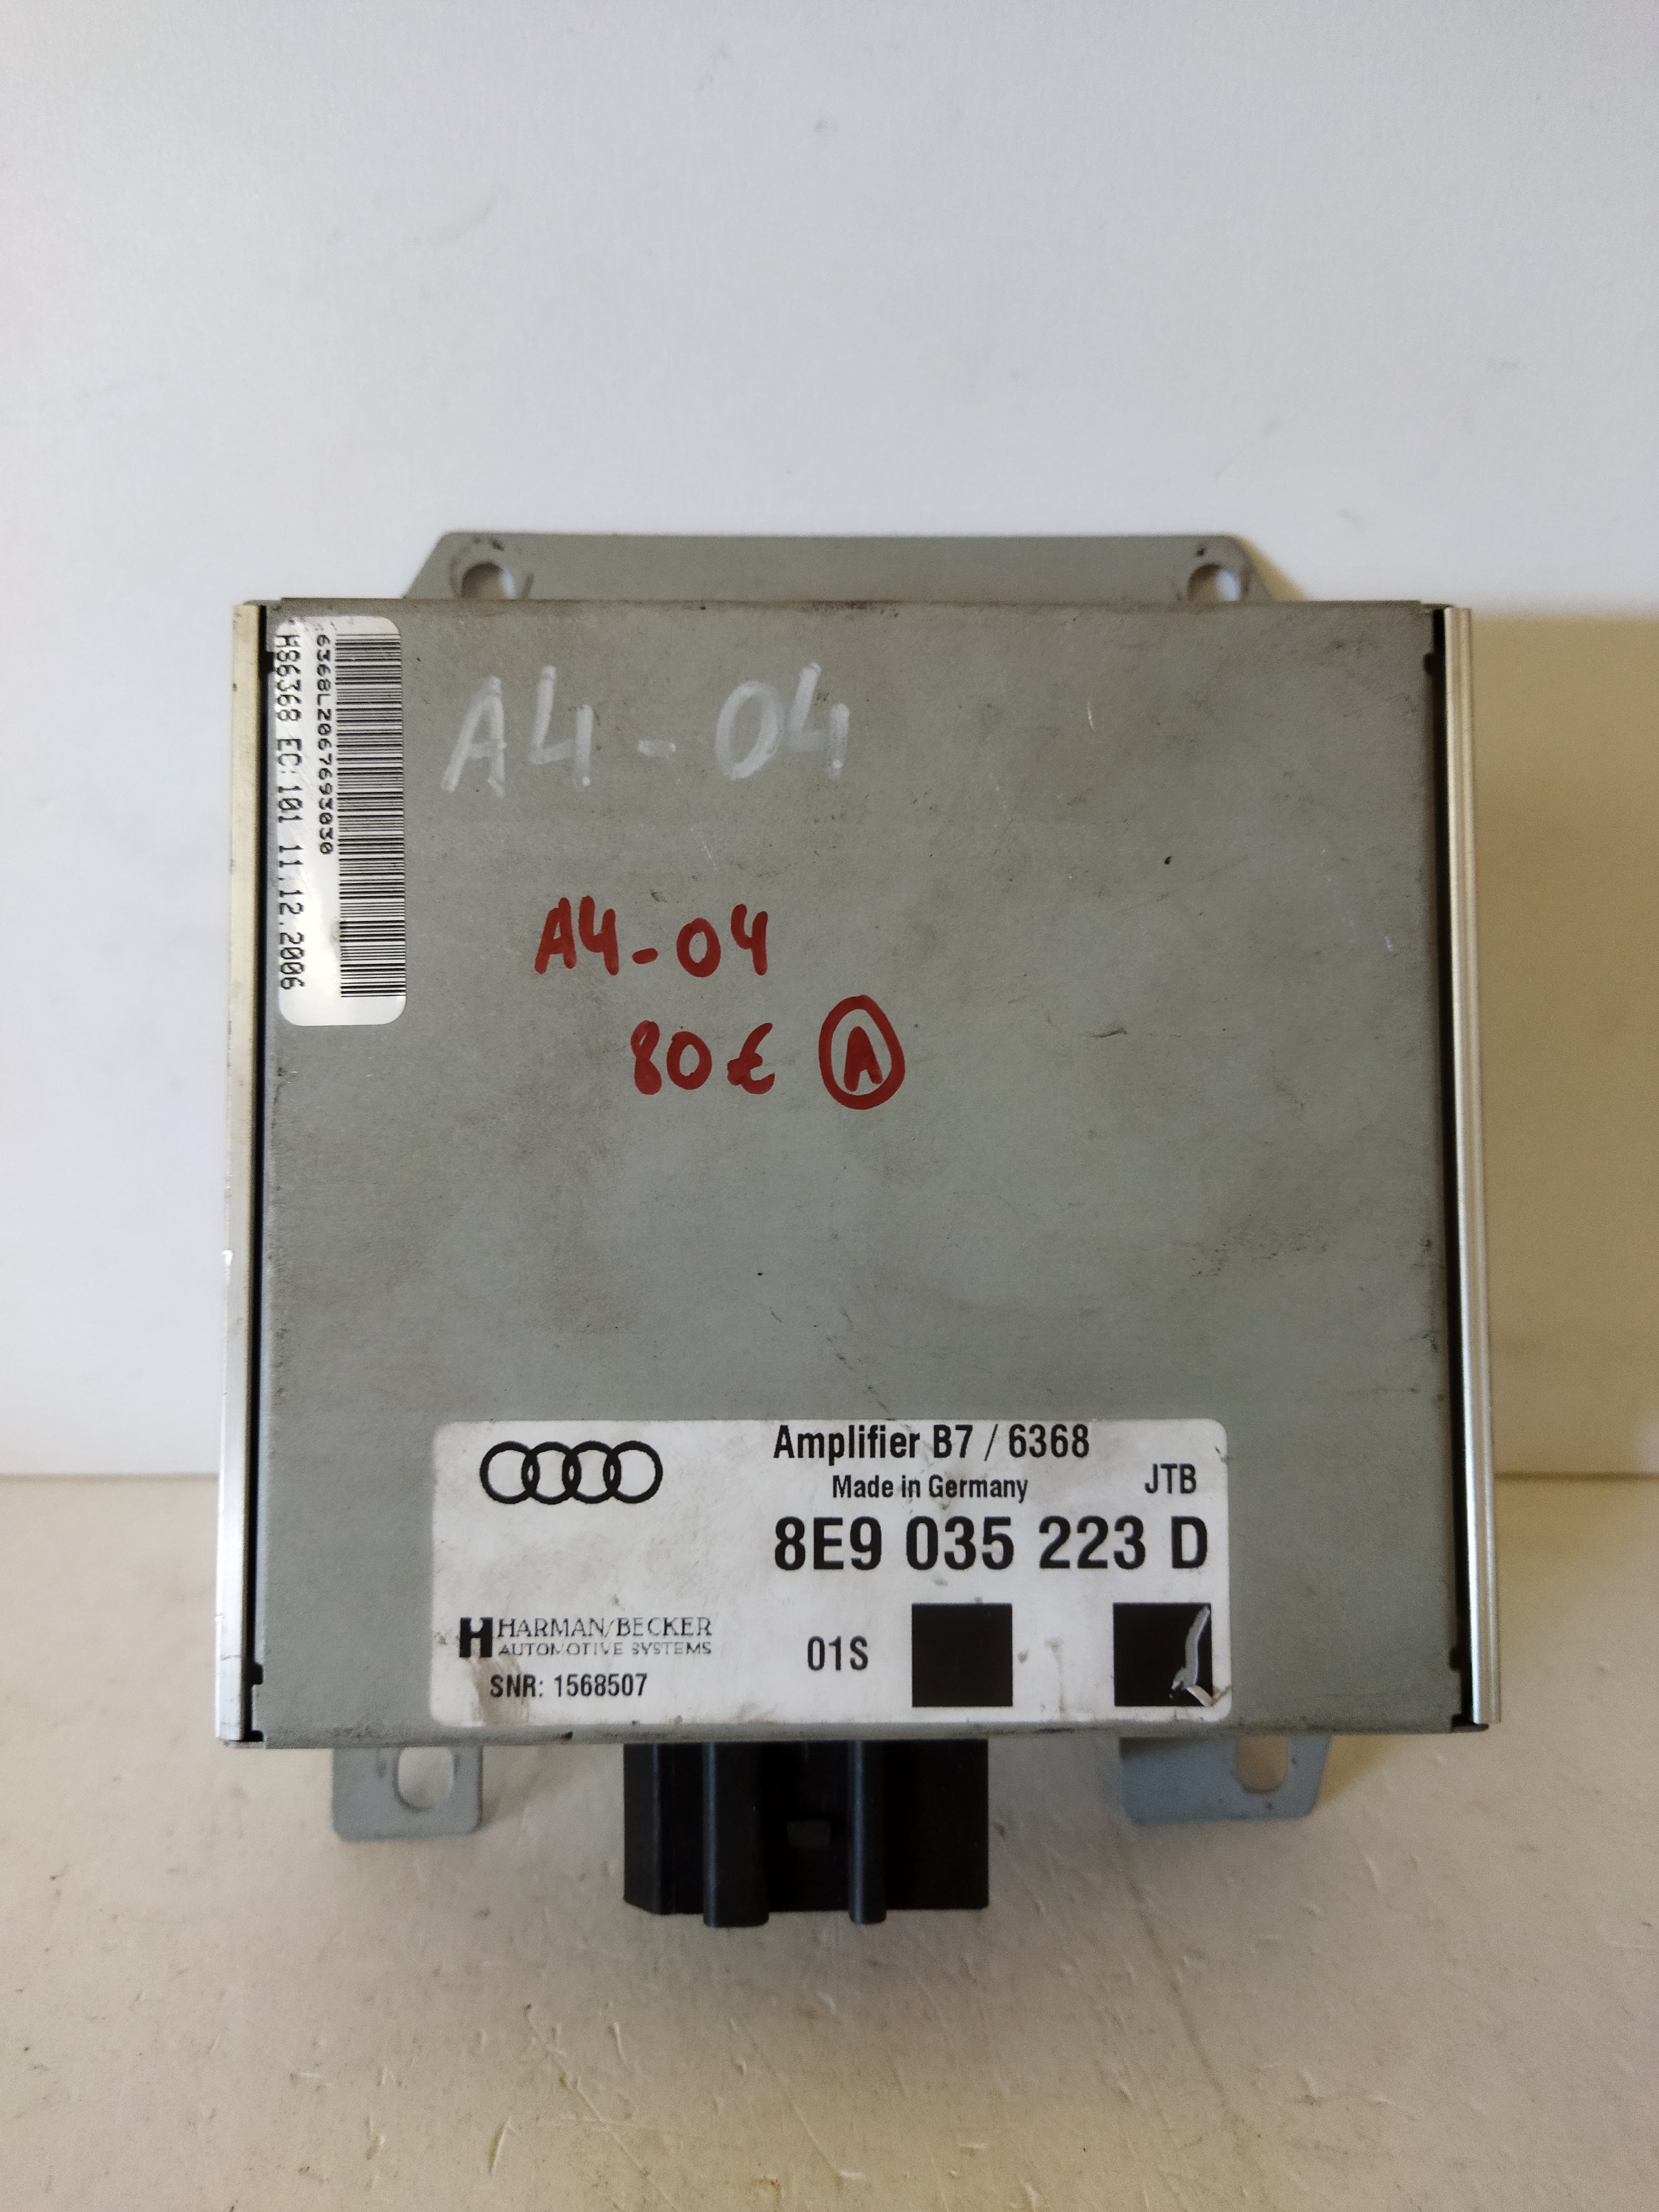 6368L2067693030
H86368 EC:101 11.12.2006
A4-04
A4-04
80€ A
Amplifier B7 / 6368
Made in Germany
JTB
8E9 035 223 D
HARMAN/BECKER
AUTOMOTIVE SYSTEMS
01S
SNR: 1568507